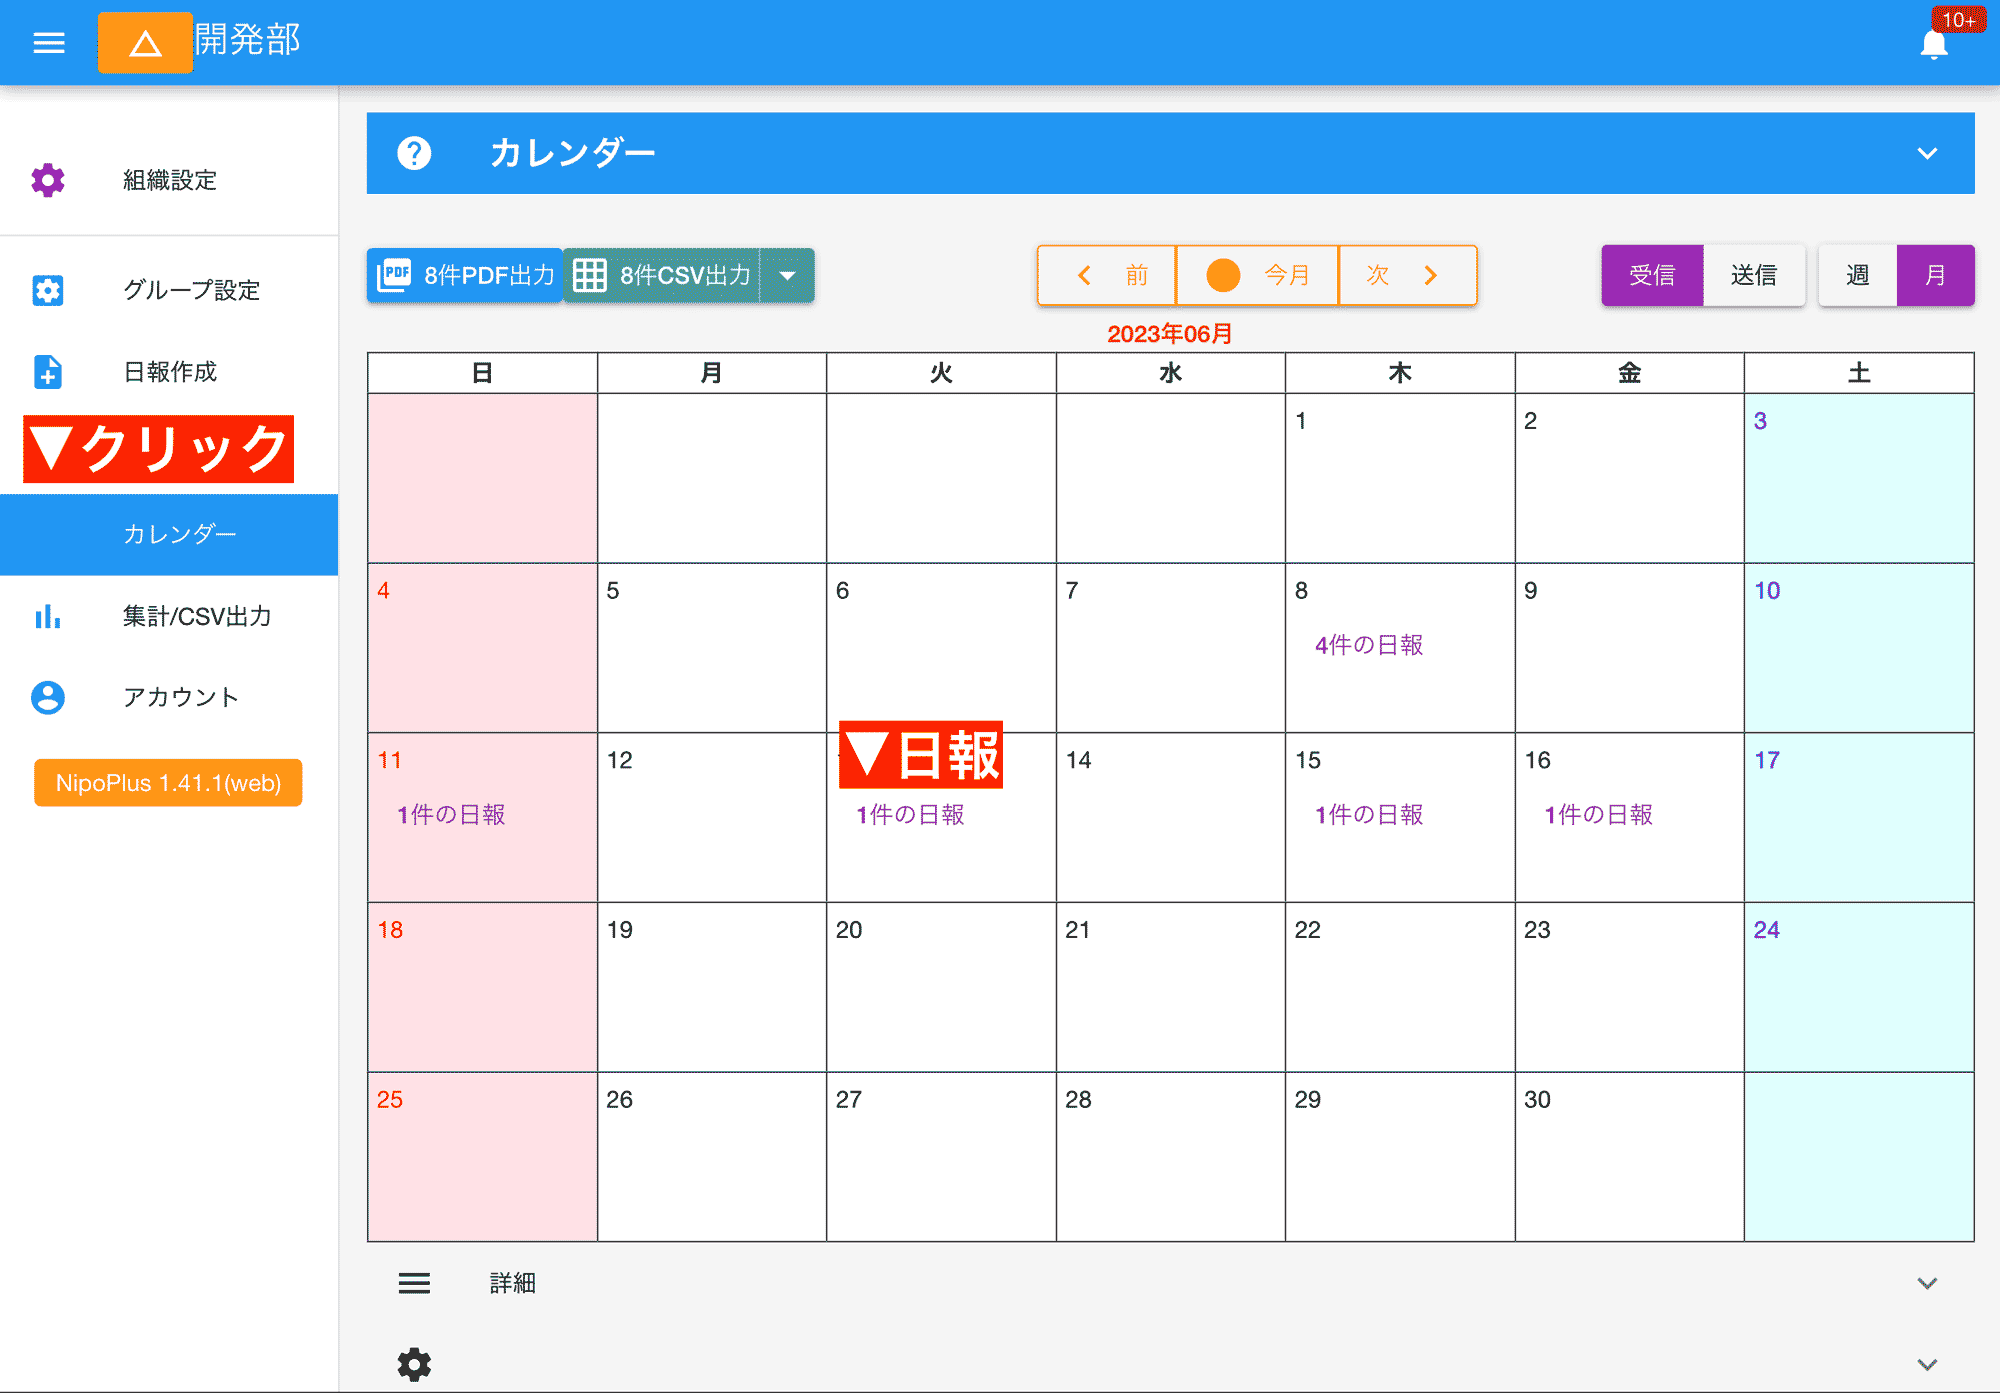 開発部
10+
組織設定
グループ設定
日報作成
▼クリック
カレンダー
集計/CSV出力
アカウント
NipoPlus 1.41.1(web)
カレンダー
8件PDF出力 8件CSV出力
前 今月 次
受信 送信 週 月
2023年06月
日 月 火 水 木 金 土
1 2 3
4 5 6 7 8 9 10
4件の日報
▼日報
11 12 14 15 16 17
1件の日報 1件の日報 1件の日報 1件の日報
18 19 20 21 22 23 24
25 26 27 28 29 30
詳細